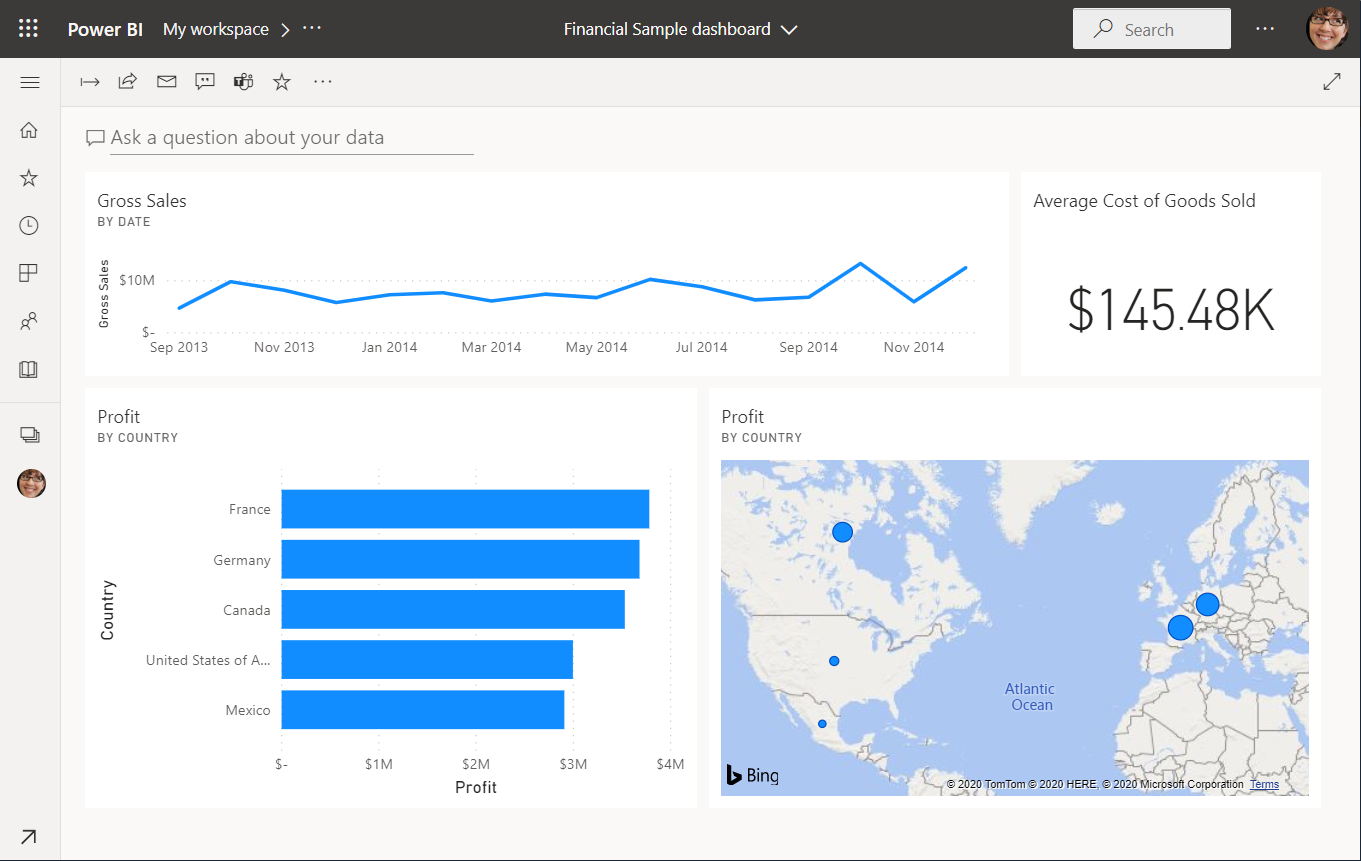 Power BI My workspace
Financial Sample dashboard
Search
Ask a question about your data
Gross Sales
BY DATE
Gross Sales
$10M
$-
Sep 2013 Nov 2013 Jan 2014 Mar 2014 May 2014 Jul 2014 Sep 2014 Nov 2014
Average Cost of Goods Sold
$145.48K
Profit
BY COUNTRY
Country
France
Germany
Canada
United States of A...
Mexico
$- $1M $2M $3M $4M
Profit
Profit
BY COUNTRY
Atlantic
Ocean
Bing
© 2020 TomTom © 2020 HERE, © 2020 Microsoft Corporation Terms